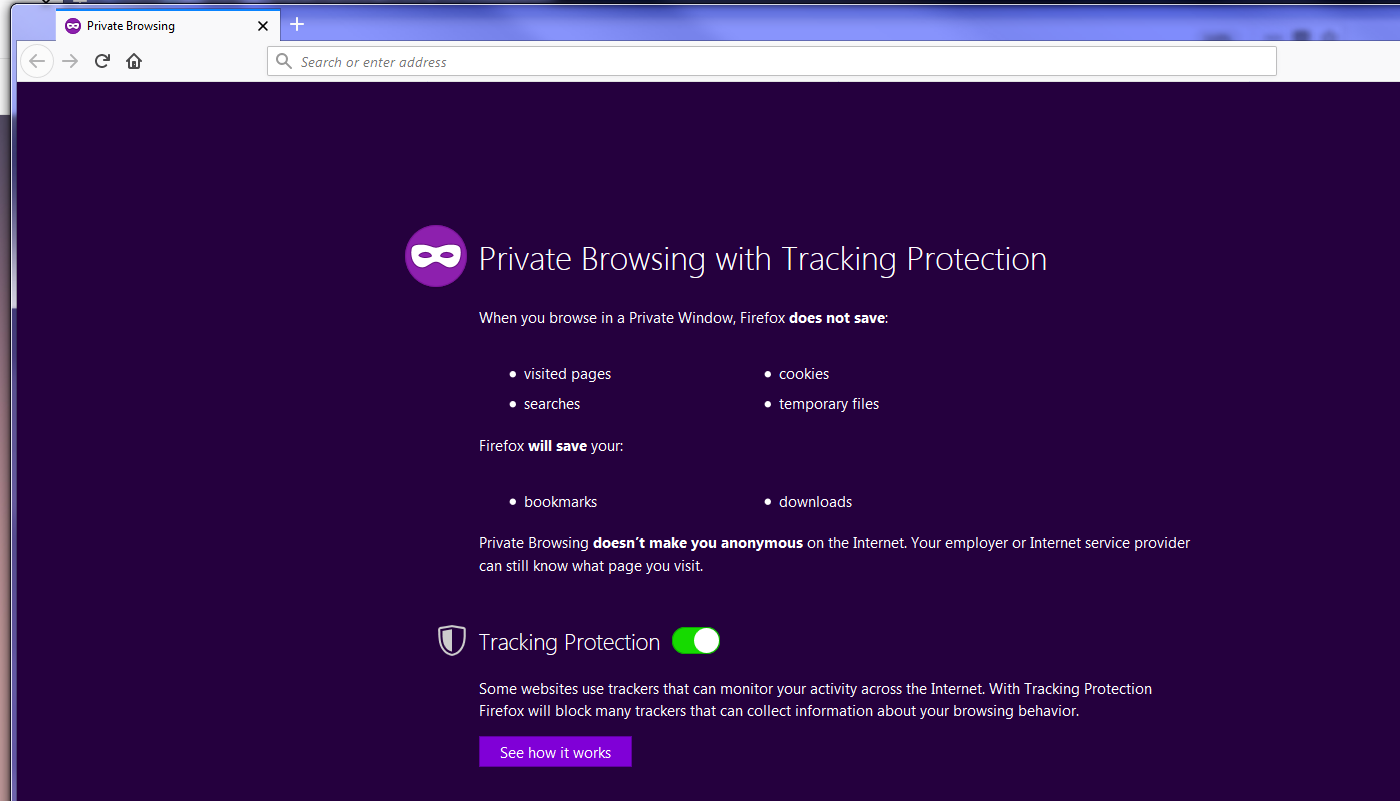 Private Browsing
Search or enter address
Private Browsing with Tracking Protection
When you browse in a Private Window, Firefox does not save:
• visited pages
• cookies
• searches
• temporary files
Firefox will save your:
• bookmarks
• downloads
Private Browsing doesn’t make you anonymous on the Internet. Your employer or Internet service provider
can still know what page you visit.
Tracking Protection
Some websites use trackers that can monitor your activity across the Internet. With Tracking Protection
Firefox will block many trackers that can collect information about your browsing behavior.
See how it works